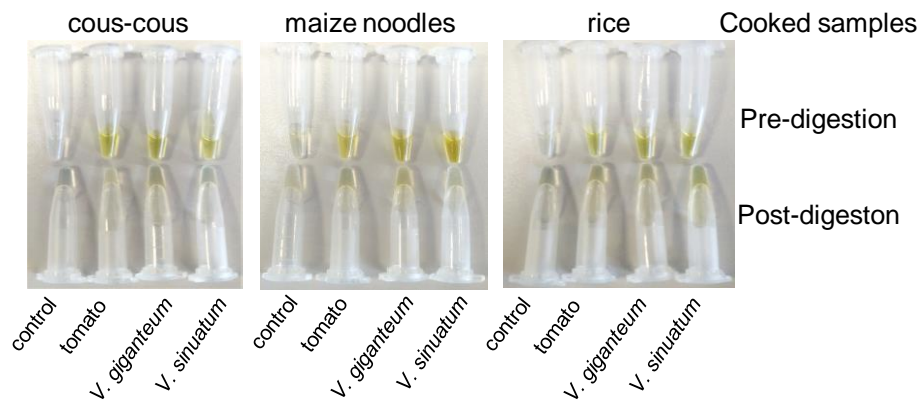 cous-cous maize noodles rice Cooked samples
Pre-digestion
Post-digeston
control tomato V. giganteum V. sinuatum control tomato V. giganteum V. sinuatum control tomato V. giganteum V. sinuatum